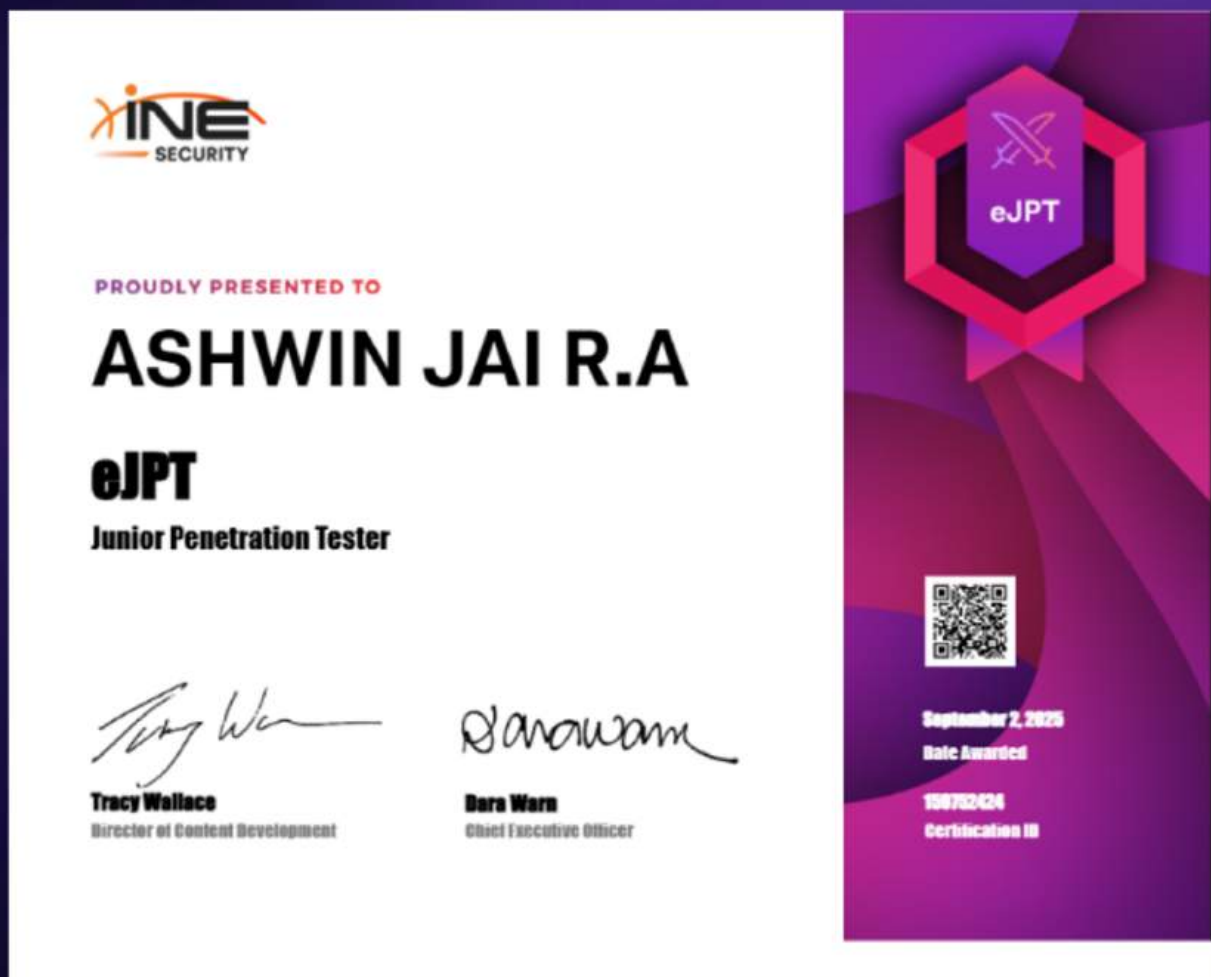 INE
SECURITY
PROUDLY PRESENTED TO
ASHWIN JAI R.A
eJPT
Junior Penetration Tester
Tracy Wallace
Director of Content Development
Dara Warn
Chief Executive Officer
eJPT
September 2, 2025
Date Awarded
158752424
Certification ID